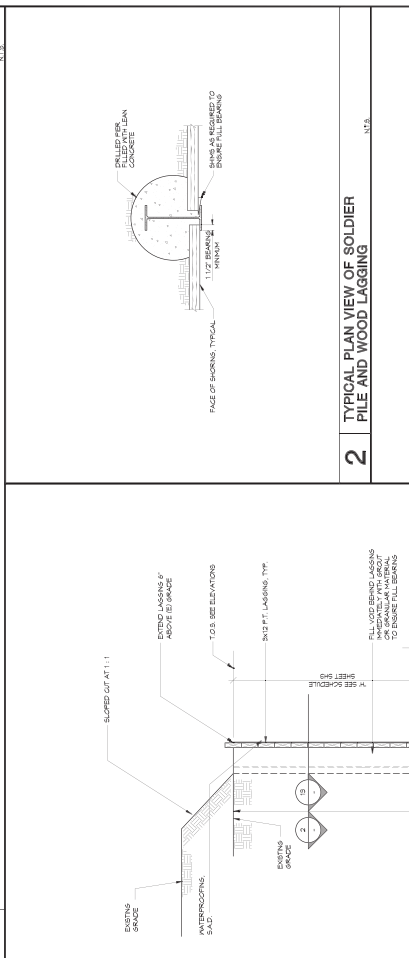 N.T.S.
DRILLED PIER
FILLED WITH LEAN
CONCRETE
SHIMS AS REQUIRED TO
ENSURE FULL BEARING
1 1/2" BEARING
MINIMUM
FACE OF SHORING, TYPICAL
2
TYPICAL PLAN VIEW OF SOLDIER
PILE AND WOOD LAGGING
N.T.S.
SLOPED CUT AT 1 : 1
EXTEND LAGGING 6"
ABOVE (E) GRADE
T.O.S. SEE ELEVATIONS
3x12 P.T. LAGGING, TYP.
"H" SEE SCHEDULE
SHEET SH9
FILL VOID BEHIND LAGGING
IMMEDIATELY WITH GROUT
OR GRANULAR MATERIAL
TO ENSURE FULL BEARING
EXISTING
GRADE
WATERPROOFING,
S.A.D.
EXISTING
GRADE
19
-
2
-